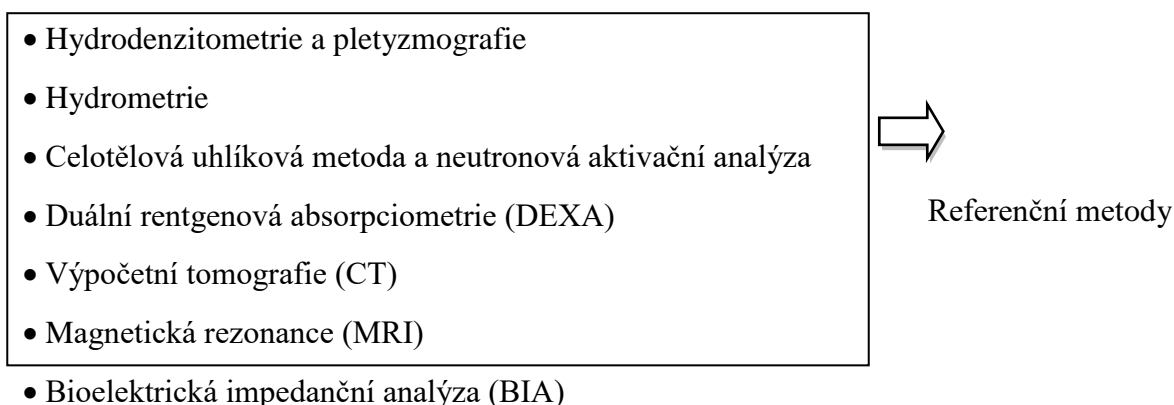 • Hydrodenzitometrie a pletyzmografie
• Hydrometrie
• Celotělová uhlíková metoda a neutronová aktivační analýza
• Duální rentgenová absorpciometrie (DEXA)
Referenční metody
• Výpočetní tomografie (CT)
• Magnetická rezonance (MRI)
• Bioelektrická impedanční analýza (BIA)